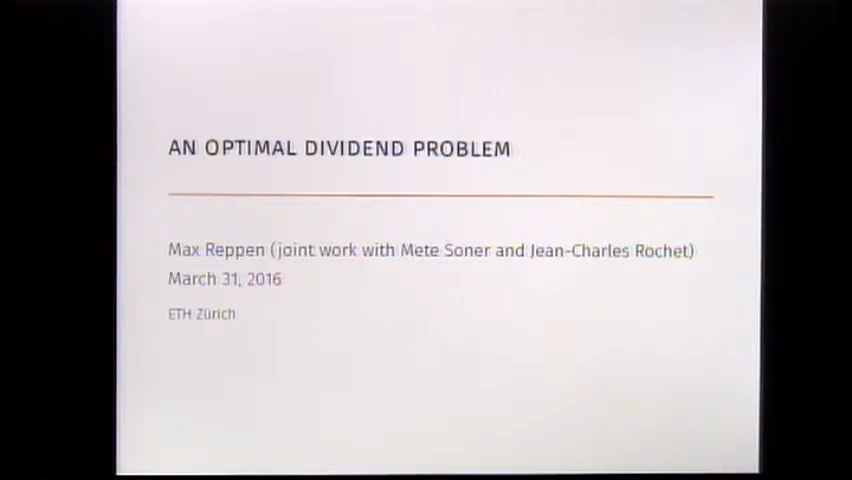 AN OPTIMAL DIVIDEND PROBLEM
Max Reppen (joint work with Mete Soner and Jean-Charles Rochet)
March 31, 2016
ETH Zürich